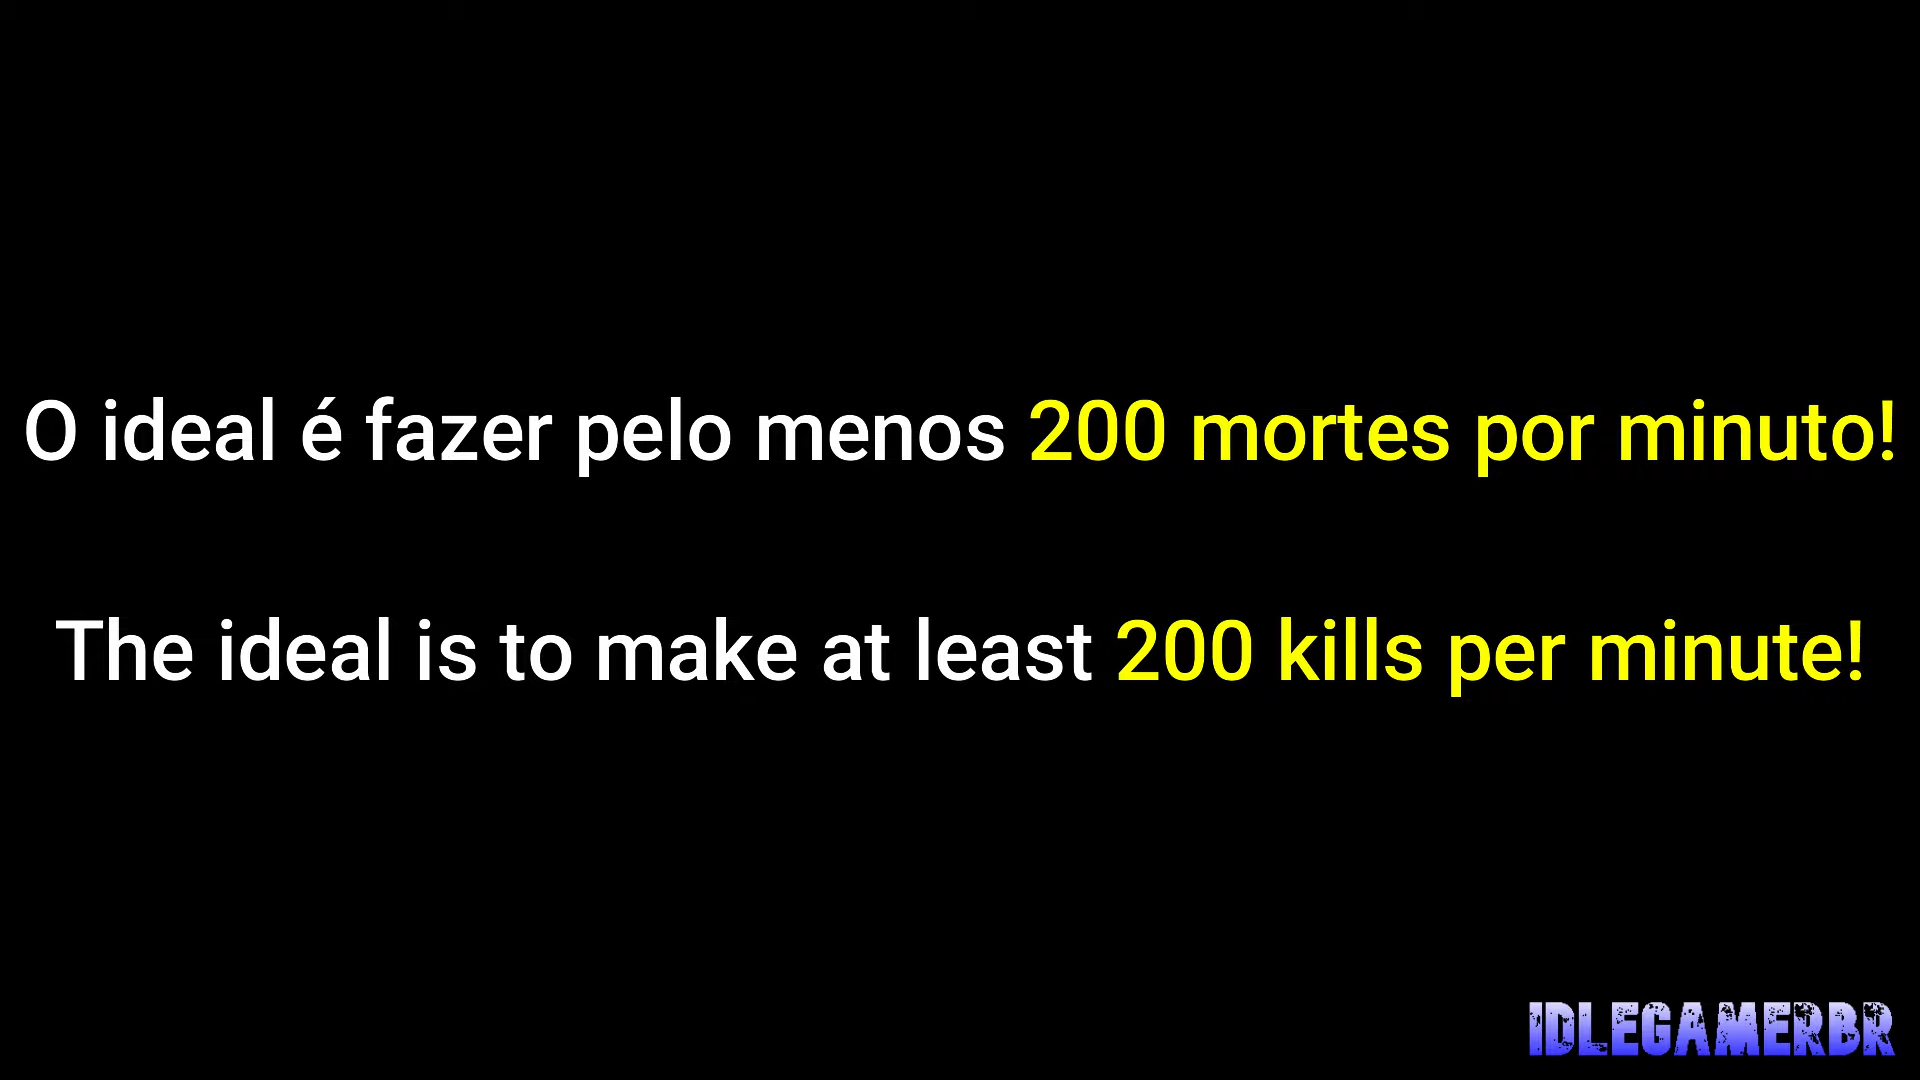 O ideal é fazer pelo menos 200 mortes por minuto!
The ideal is to make at least 200 kills per minute!
IDLEGAMERBR